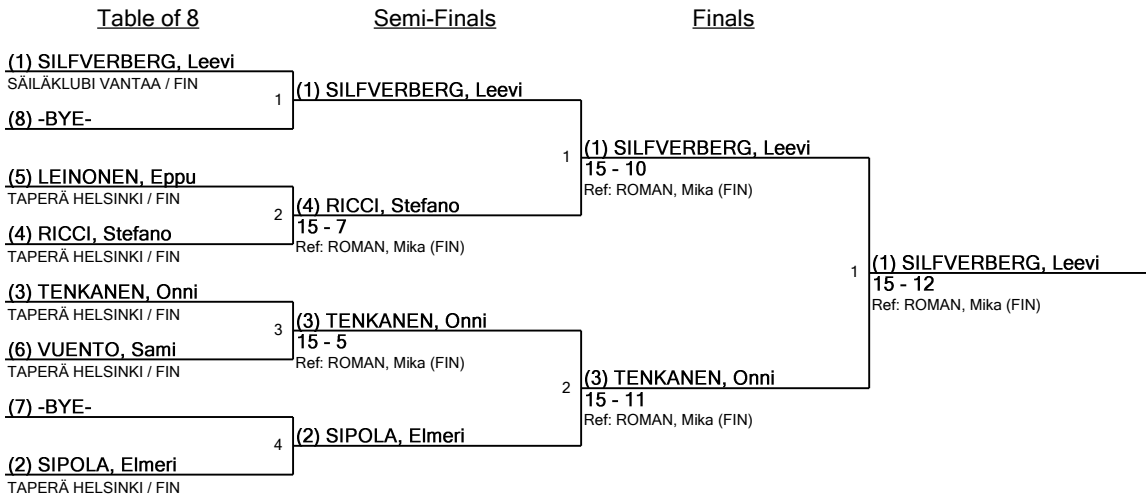 Table of 8
Semi-Finals
Finals
(1) SILFVERBERG, Leevi
SÄILÄKLUBI VANTAA / FIN
1
(8) -BYE-
(5) LEINONEN, Eppu
TAPERÄ HELSINKI / FIN
2
(4) RICCI, Stefano
TAPERÄ HELSINKI / FIN
(3) TENKANEN, Onni
TAPERÄ HELSINKI / FIN
3
(6) VUENTO, Sami
TAPERÄ HELSINKI / FIN
(7) -BYE-
4
(2) SIPOLA, Elmeri
TAPERÄ HELSINKI / FIN
(1) SILFVERBERG, Leevi
1
(4) RICCI, Stefano
15 - 7
Ref: ROMAN, Mika (FIN)
(3) TENKANEN, Onni
15 - 5
Ref: ROMAN, Mika (FIN)
2
(2) SIPOLA, Elmeri
(1) SILFVERBERG, Leevi
15 - 10
Ref: ROMAN, Mika (FIN)
1
(3) TENKANEN, Onni
15 - 11
Ref: ROMAN, Mika (FIN)
(1) SILFVERBERG, Leevi
15 - 12
Ref: ROMAN, Mika (FIN)